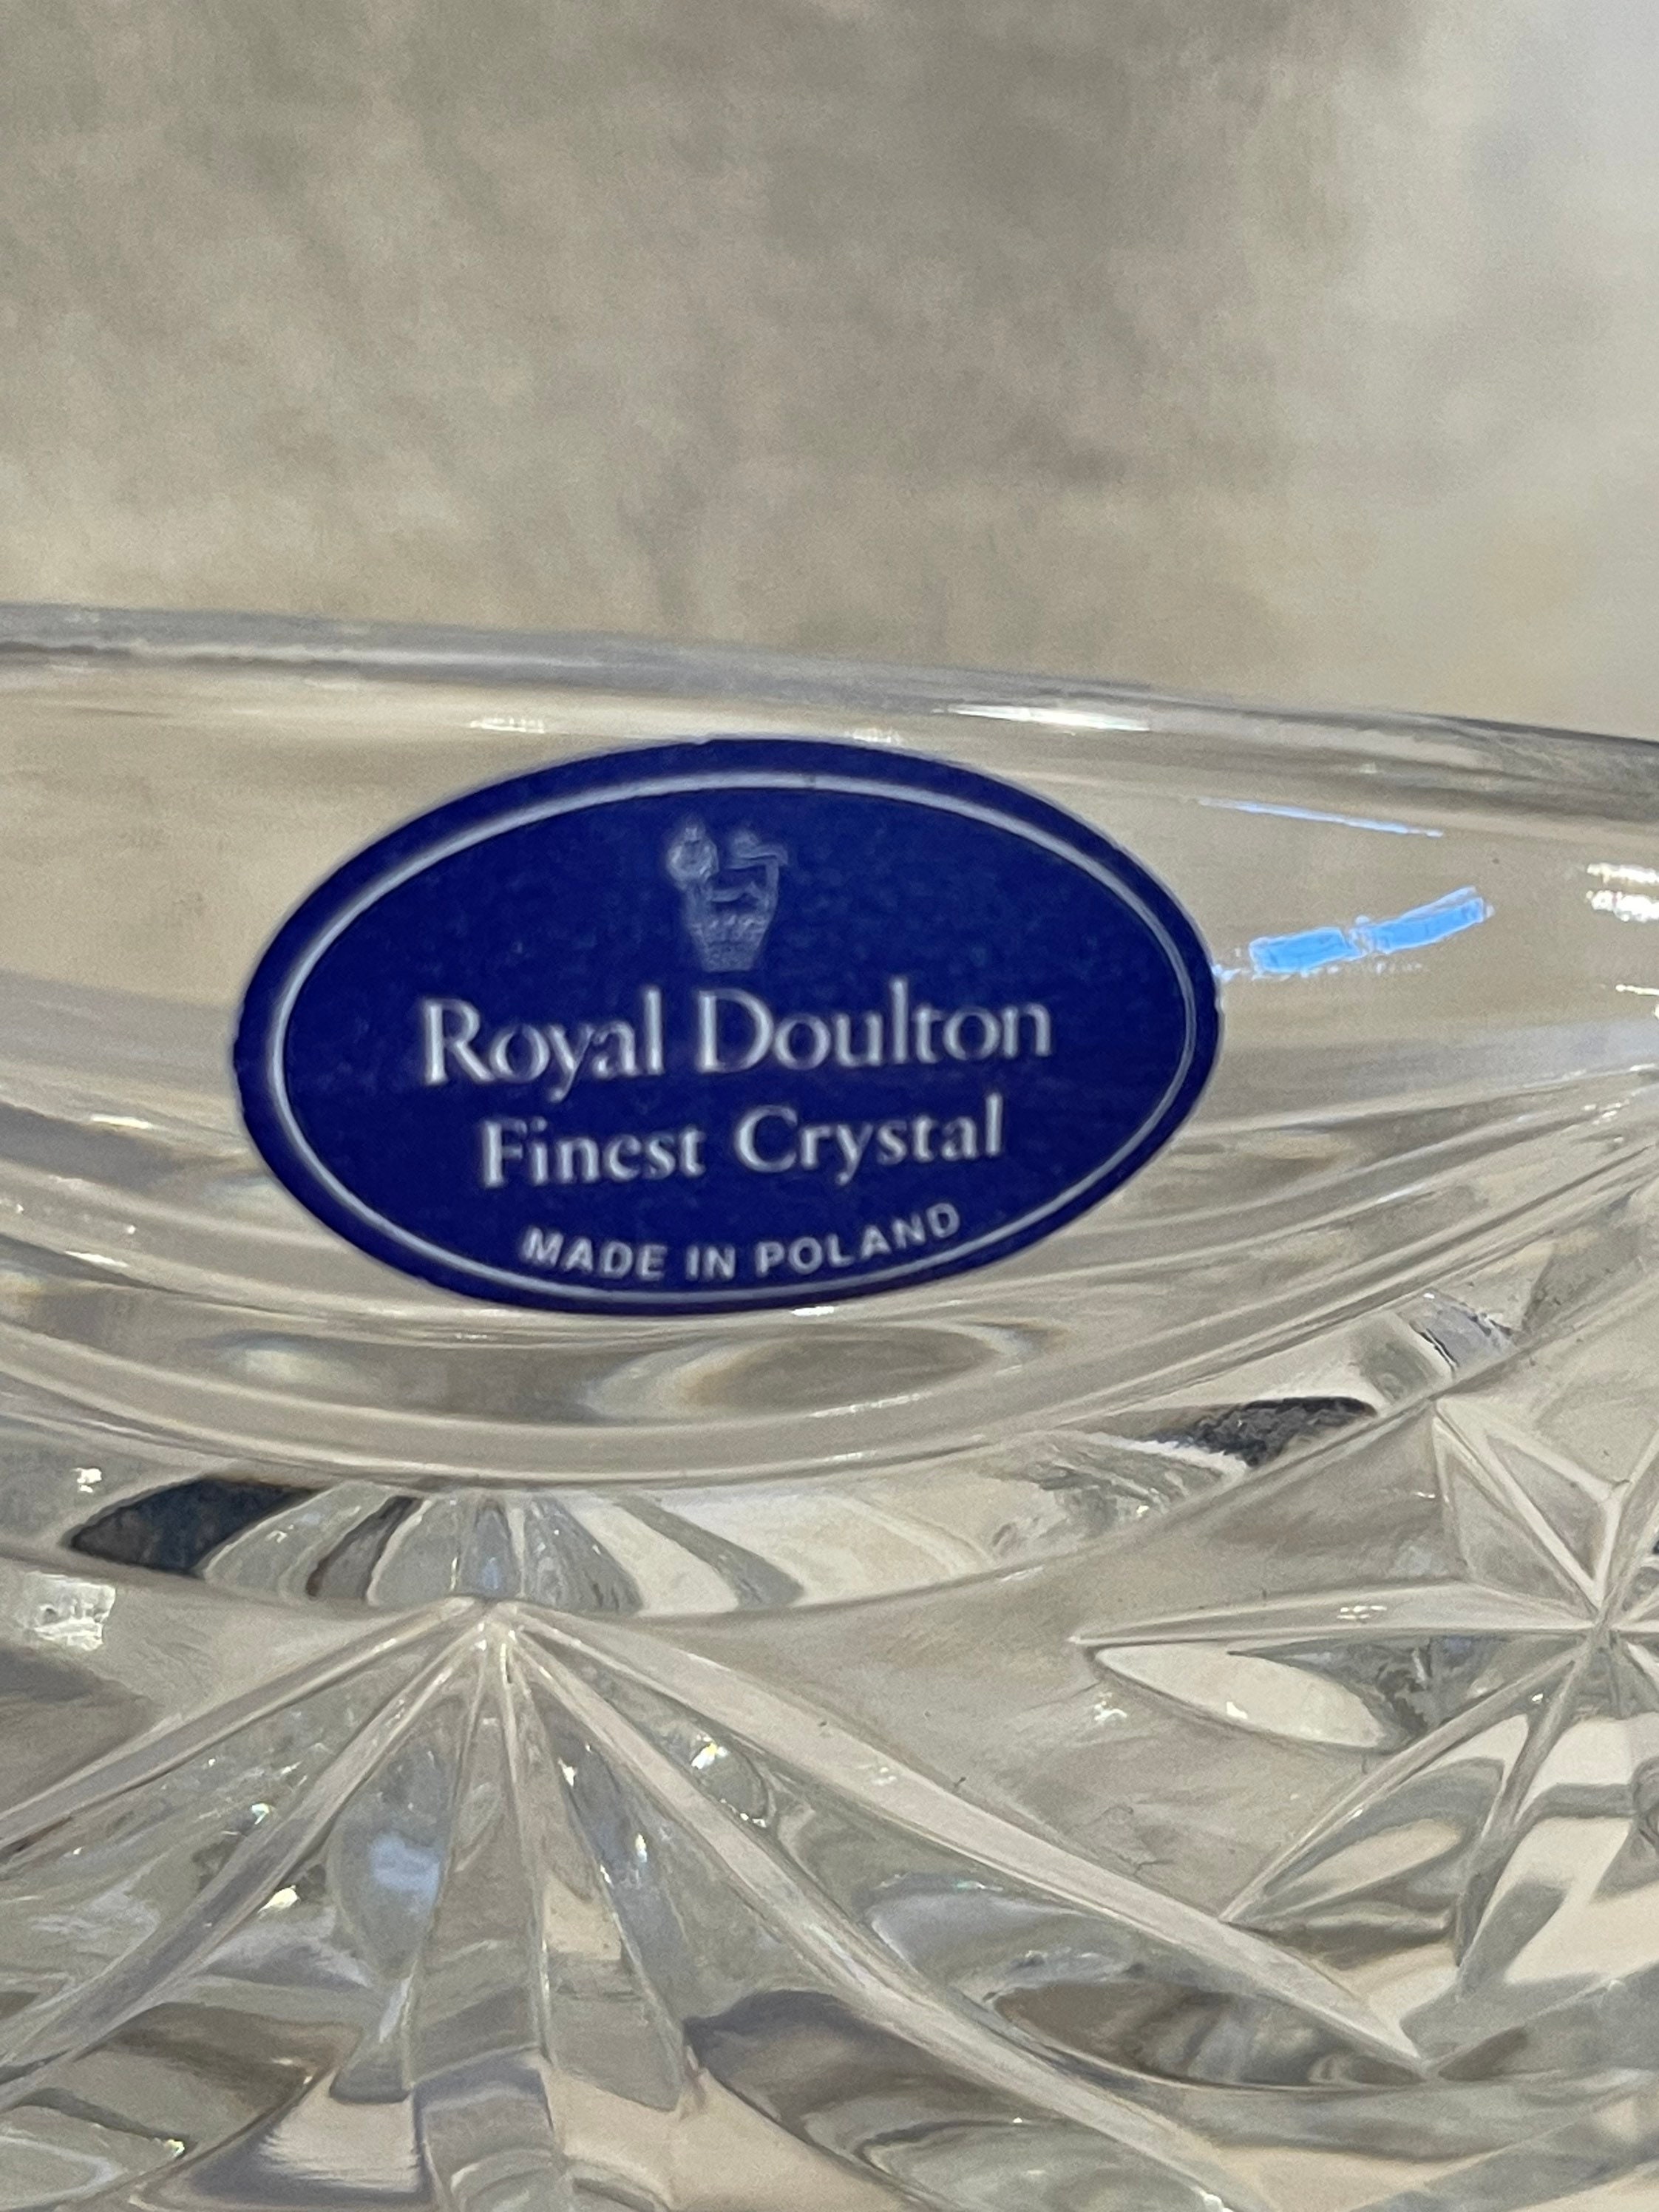 Royal Doulton
Finest Crystal
MADE IN POLAND